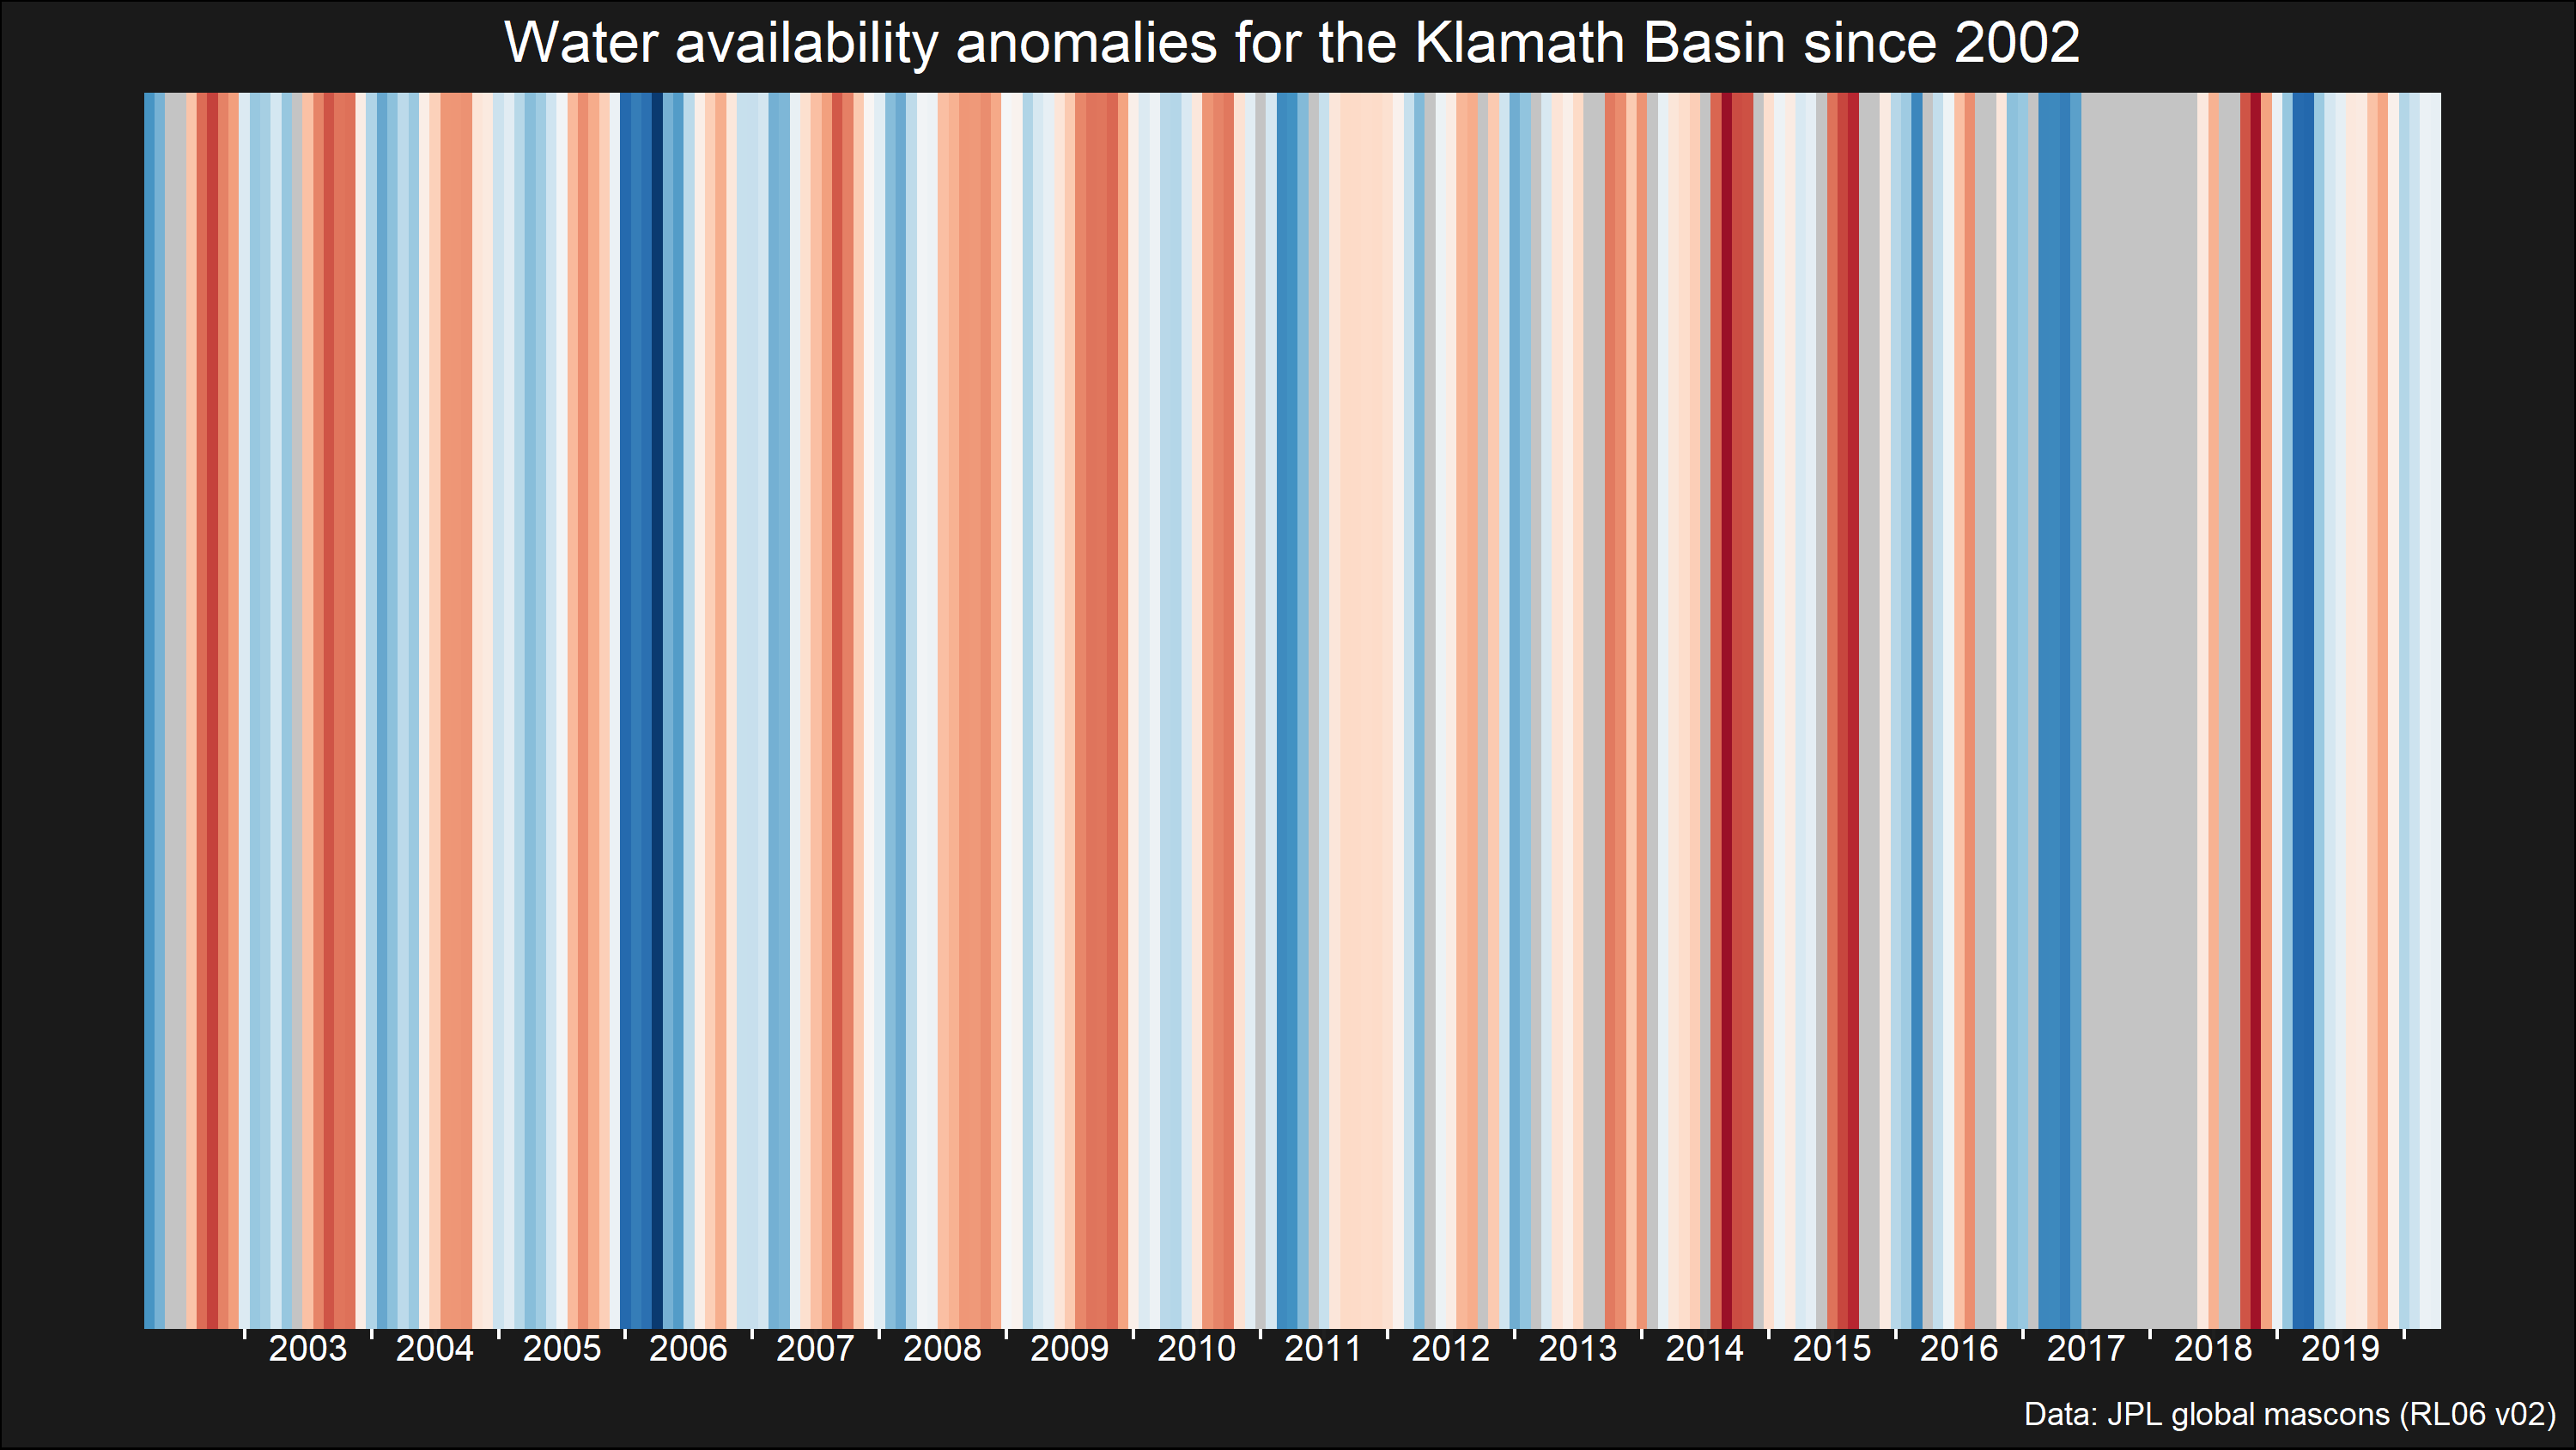 Water availability anomalies for the Klamath Basin since 2002
2003 2004 2005 2006 2007 2008 2009 2010 2011 2012 2013 2014 2015 2016 2017 2018 2019
Data: JPL global mascons (RL06 v02)